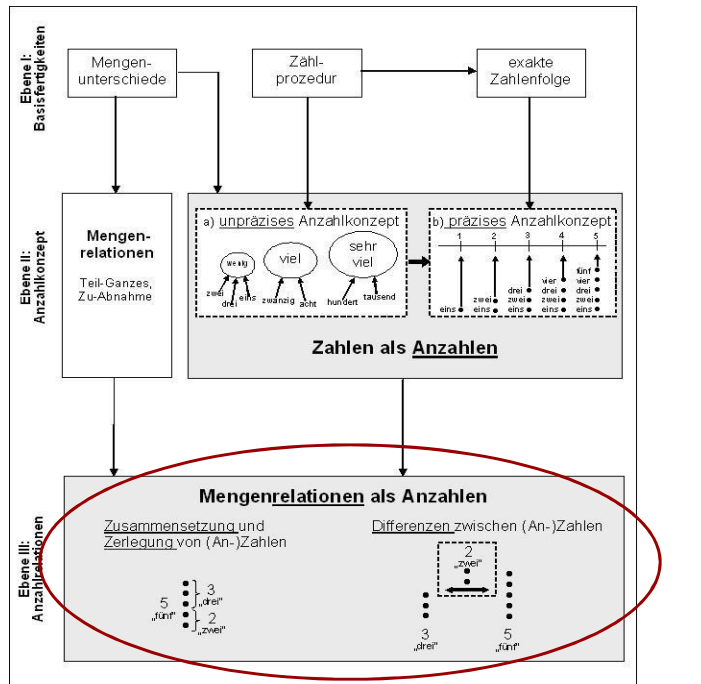 Ebene I:
Basisfertigkeiten
Mengen-
unterschiede
Zähl-
prozedur
exakte
Zahlenfolge
Ebene II:
Anzahlkonzept
Mengen-
relationen
Teil-Ganzes,
Zu-Abnahme
a) unpräzises Anzahlkonzept
wenig
viel
sehr
viel
zwei
drei
eins
zwanzig
acht
hundert
tausend
b) präzises Anzahlkonzept
1 2 3 4 5
eins
zwei
eins
drei
zwei
eins
vier
drei
zwei
eins
fünf
vier
drei
zwei
eins
Zahlen als Anzahlen
Ebene III:
Anzahlrelationen
Mengenrelationen als Anzahlen
Zusammensetzung und
Zerlegung von (An-)Zahlen
5
„fünf"
3
„drei"
2
„zwei"
Differenzen zwischen (An-)Zahlen
2
„zwei"
3
„drei"
5
„fünf"